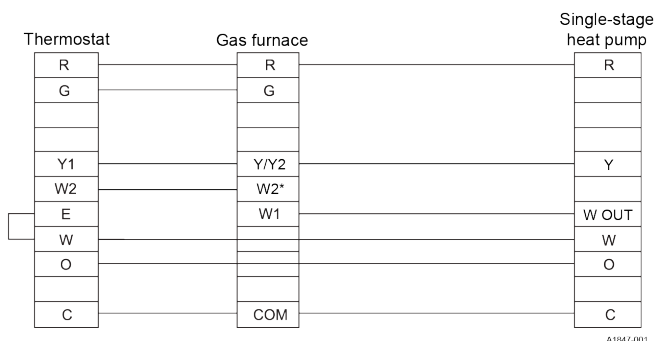 Thermostat
Gas furnace
Single-stage
heat pump
R R R
G G
Y1 Y/Y2 Y
W2 W2*
E W1 W OUT
W W
O O
C COM C
A1847-001